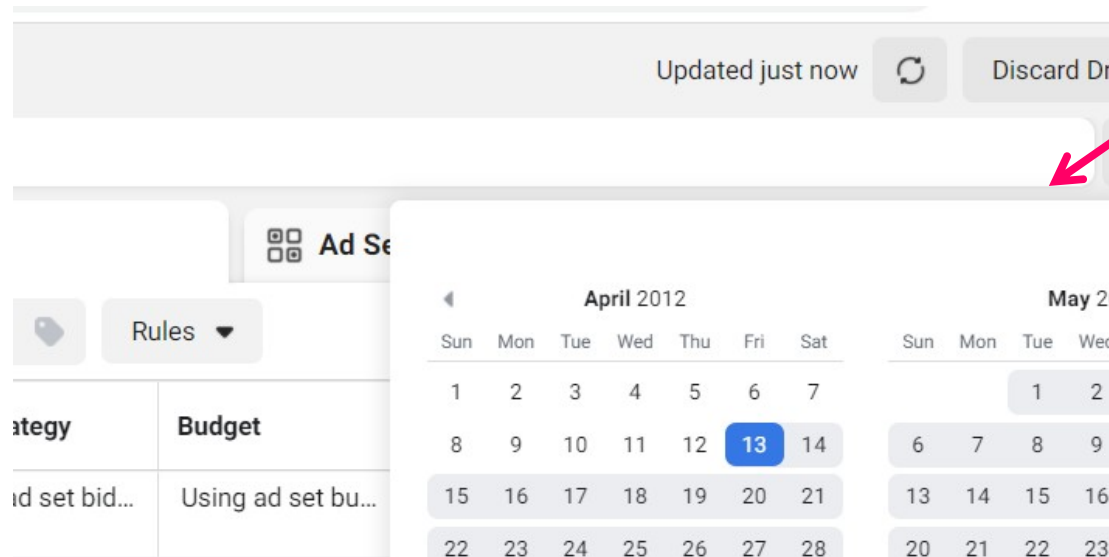 Updated just now
Discard Dr
Ad Se
Rules
ategy Budget
ad set bid... Using ad set bu...
April 2012
Sun Mon Tue Wed Thu Fri Sat
1 2 3 4 5 6 7
8 9 10 11 12 13 14
15 16 17 18 19 20 21
22 23 24 25 26 27 28
May 2
Sun Mon Tue Wed
1 2
6 7 8 9
13 14 15 16
20 21 22 23